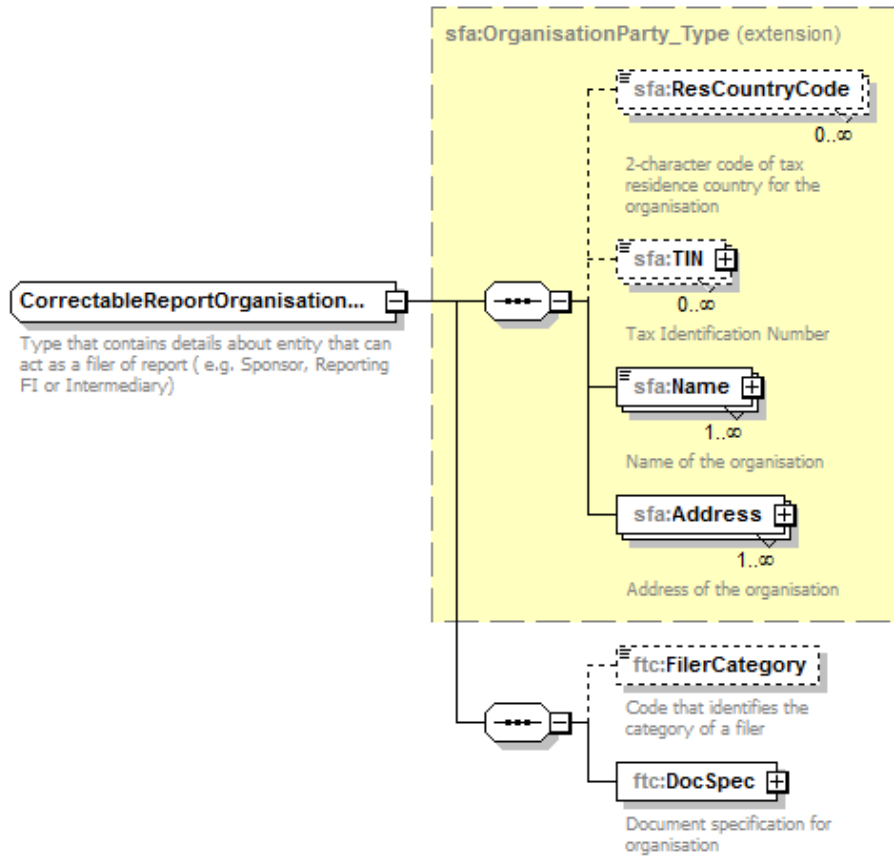 sfa:OrganisationParty_Type (extension)
sfa:ResCountryCode
0..∞
2-character code of tax
residence country for the
organisation
sfa:TIN
0..∞
Tax Identification Number
CorrectableReportOrganisation...
Type that contains details about entity that can
act as a filer of report ( e.g. Sponsor, Reporting
FI or Intermediary)
sfa:Name
1..∞
Name of the organisation
sfa:Address
1..∞
Address of the organisation
ftc:FilerCategory
Code that identifies the
category of a filer
ftc:DocSpec
Document specification for
organisation